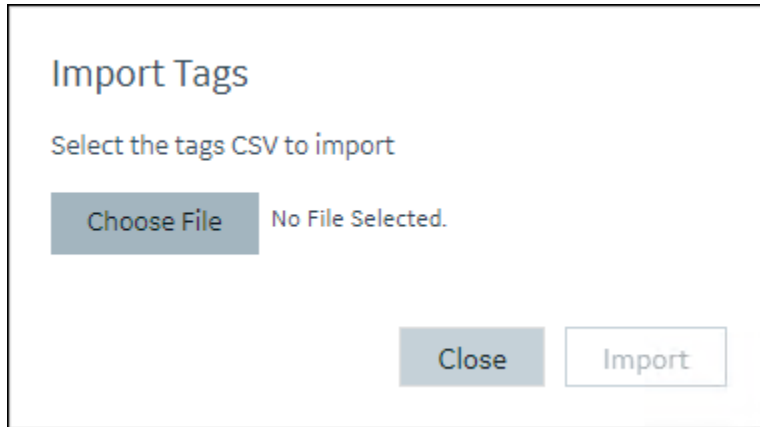 Import Tags
Select the tags CSV to import
Choose File No File Selected.
Close Import